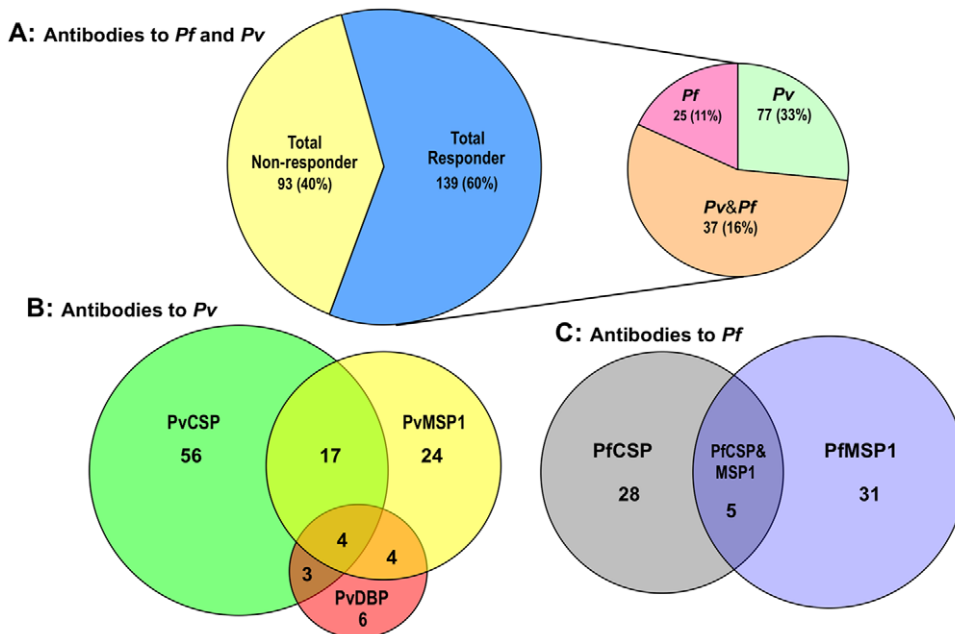 A: Antibodies to Pf and Pv
Total
Non-responder
93 (40%)
Total
Responder
139 (60%)
Pf
25 (11%)
Pv
77 (33%)
Pv&Pf
37 (16%)
B: Antibodies to Pv
PvCSP
56
17
PvMSP1
24
4
4
3
PvDBP
6
C: Antibodies to Pf
PfCSP
28
PfCSP&
MSP1
5
PfMSP1
31